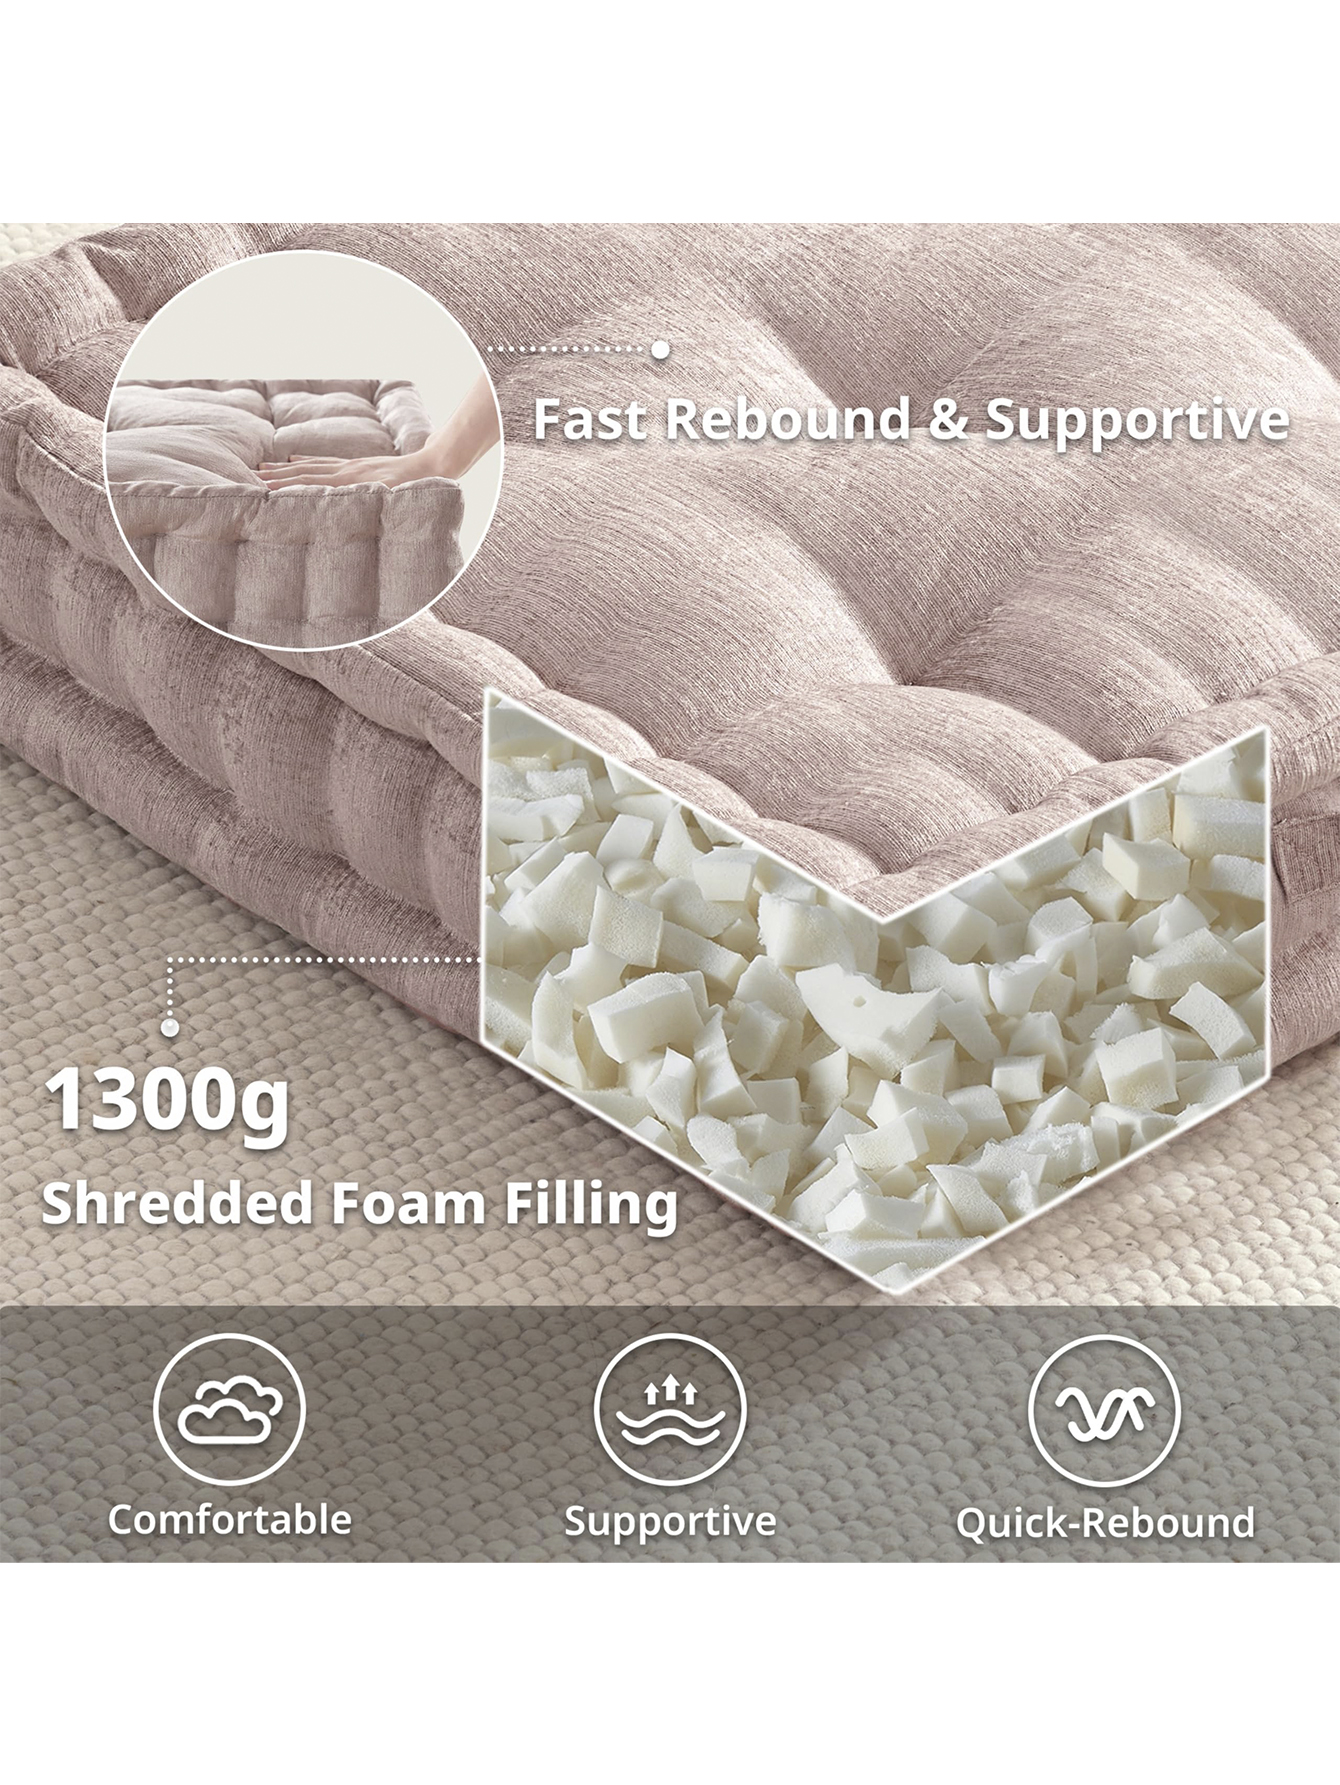 Fast Rebound & Supportive
1300g
Shredded Foam Filling
Comfortable
Supportive
Quick-Rebound